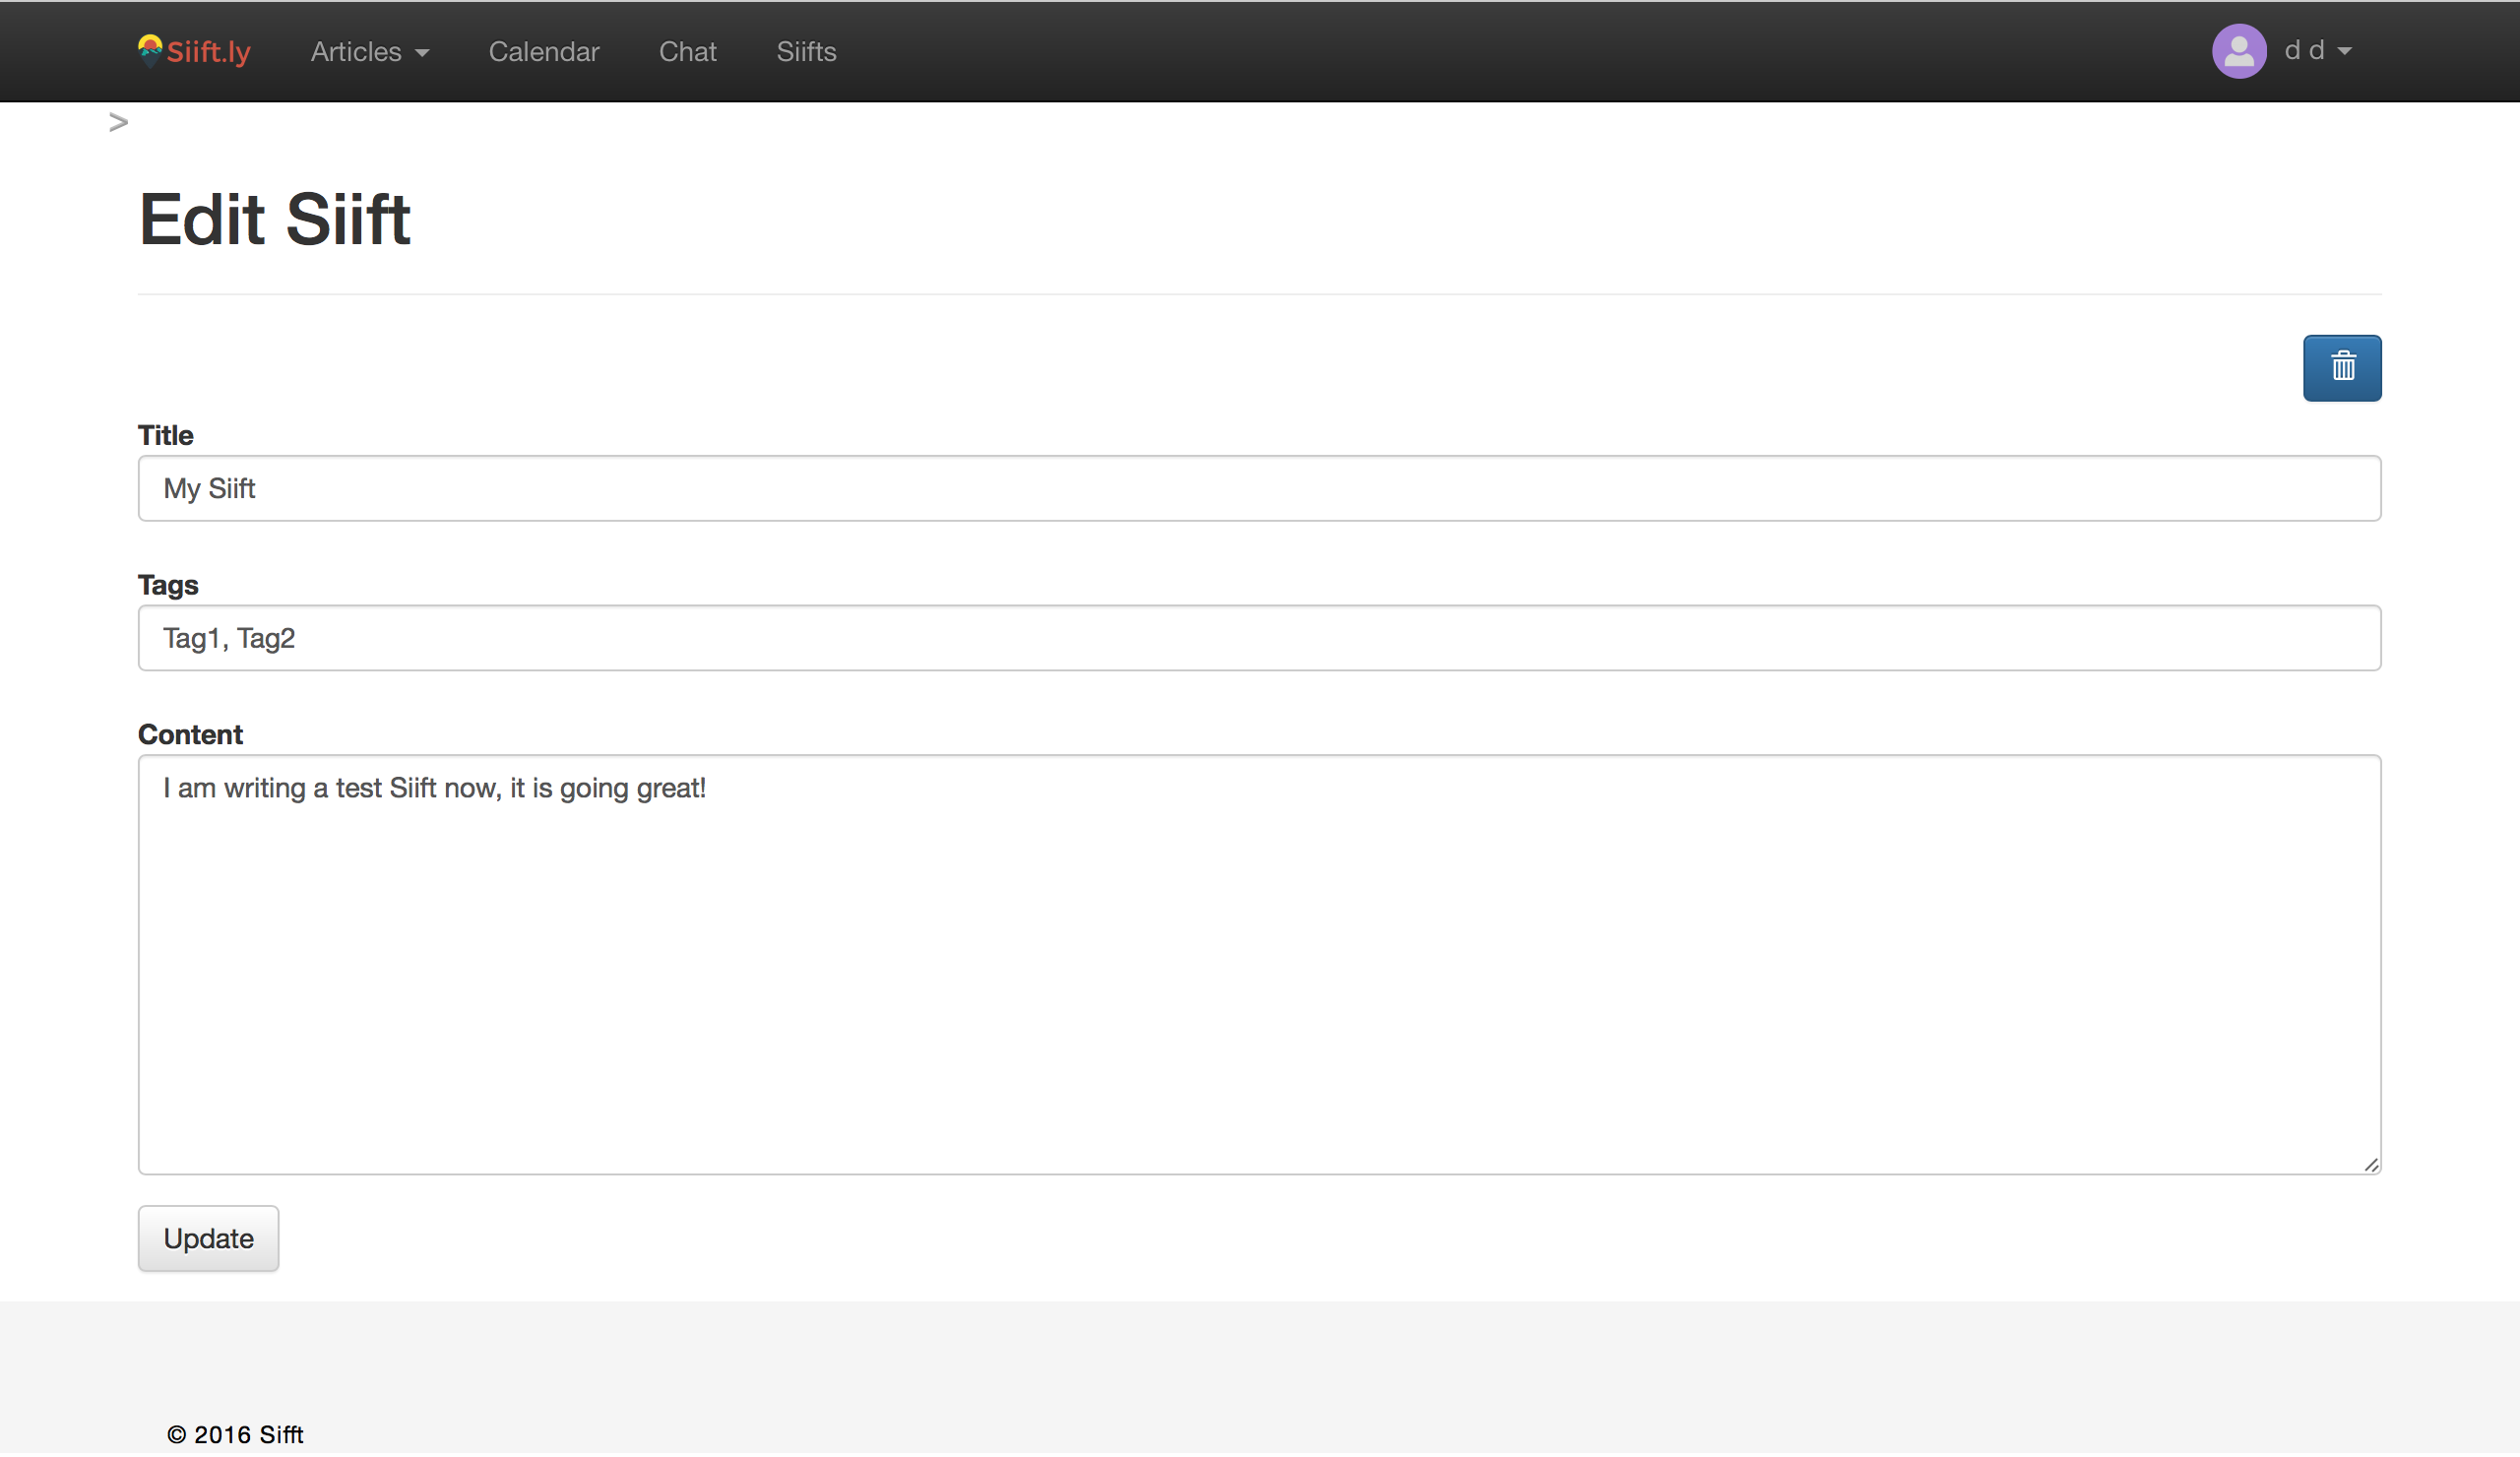 Siift.ly Articles Calendar Chat Siifts d d
>
Edit Siift
Title
My Siift
Tags
Tag1, Tag2
Content
I am writing a test Siift now, it is going great!
Update
© 2016 Sifft